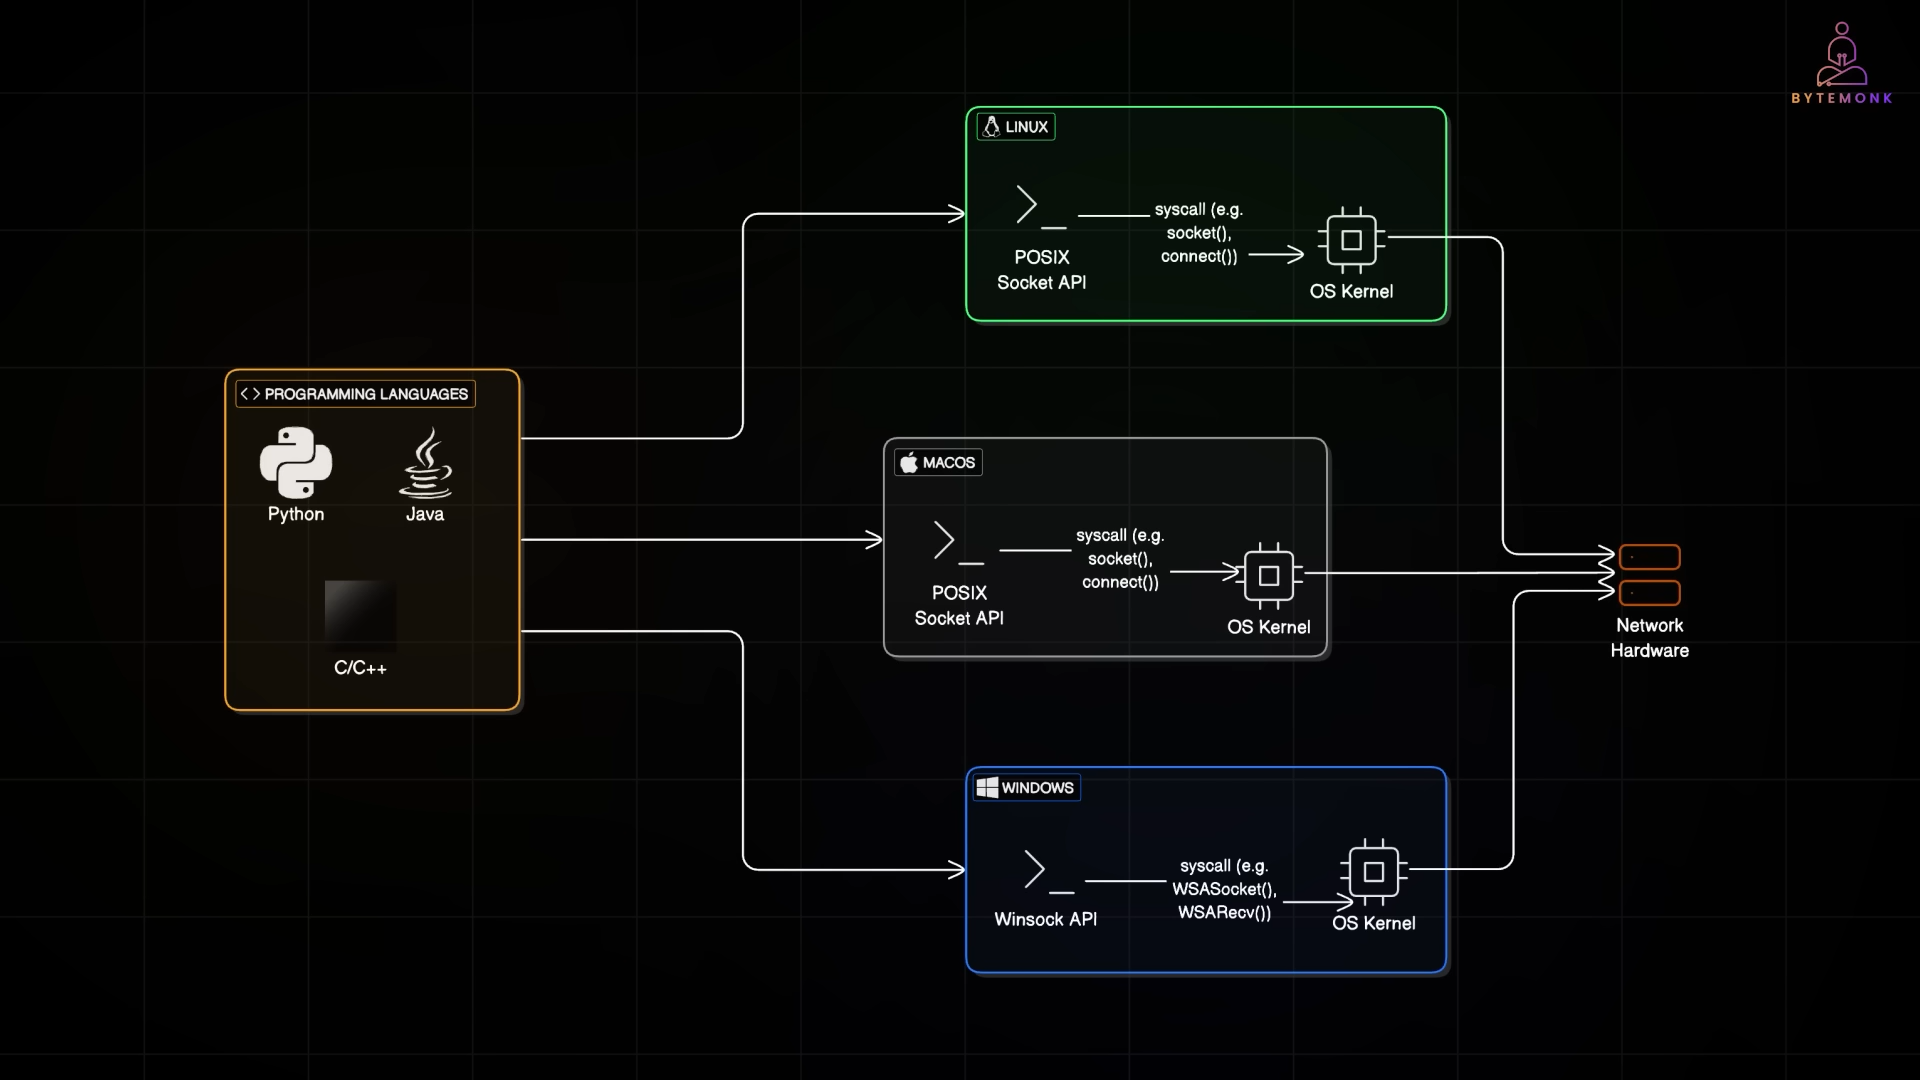 BYTEMONK
LINUX
POSIX
Socket API
syscall (e.g.
socket(),
connect())
OS Kernel
<> PROGRAMMING LANGUAGES
Python
Java
C/C++
MACOS
POSIX
Socket API
syscall (e.g.
socket(),
connect())
OS Kernel
Network
Hardware
WINDOWS
Winsock API
syscall (e.g.
WSASocket(),
WSARecv())
OS Kernel